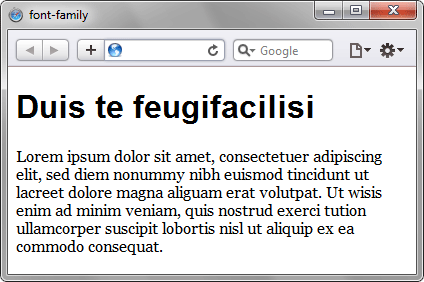 font-family
Google
Duis te feugifacilisi
Lorem ipsum dolor sit amet, consectetuer adipiscing
elit, sed diem nonummy nibh euismod tincidunt ut
lacreet dolore magna aliguam erat volutpat. Ut wisis
enim ad minim veniam, quis nostrud exerci tution
ullamcorper suscipit lobortis nisl ut aliquip ex ea
commodo consequat.